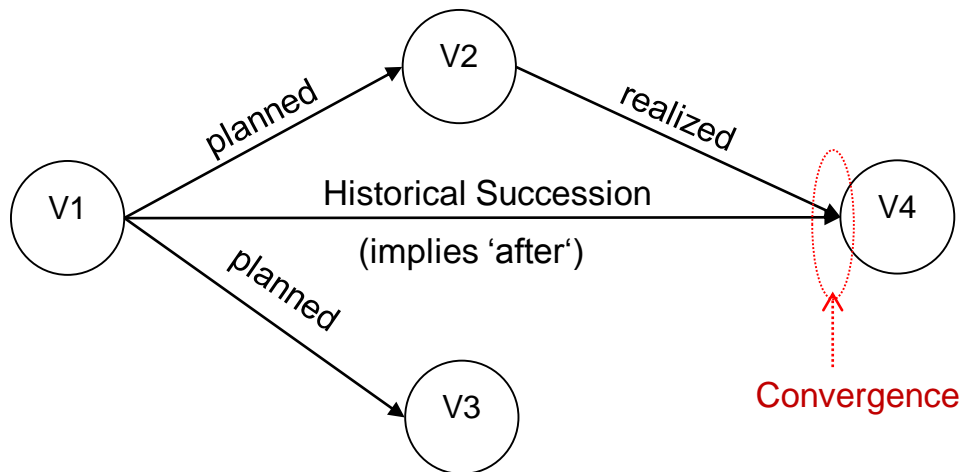 V2
planned
realized
V1
Historical Succession
V4
(implies ‘after‘)
planned
V3
Convergence